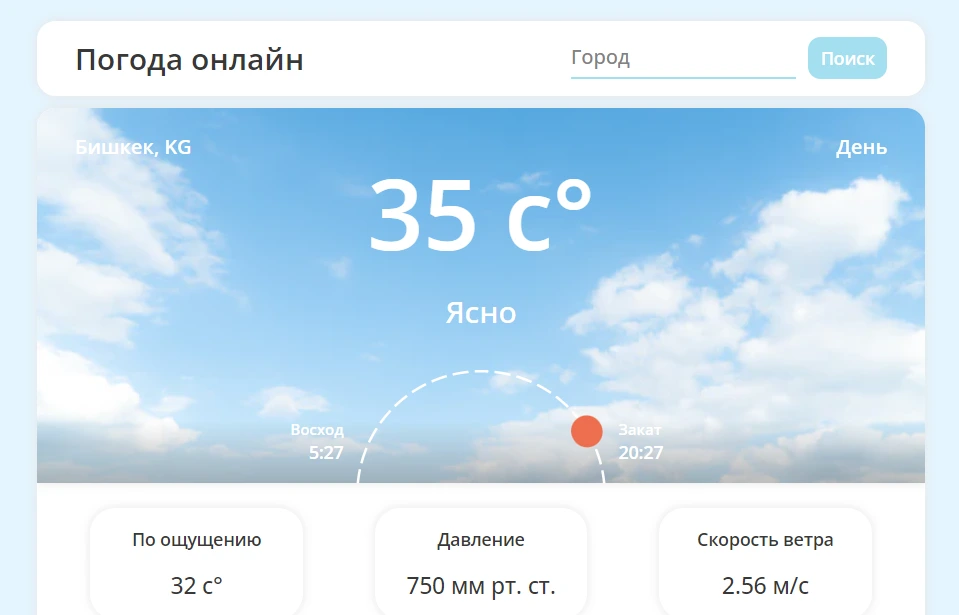 Погода онлайн
Город
Поиск
Бишкек, KG
День
35 c°
Ясно
Восход
5:27
Закат
20:27
По ощущению
32 c°
Давление
750 мм рт. ст.
Скорость ветра
2.56 м/с